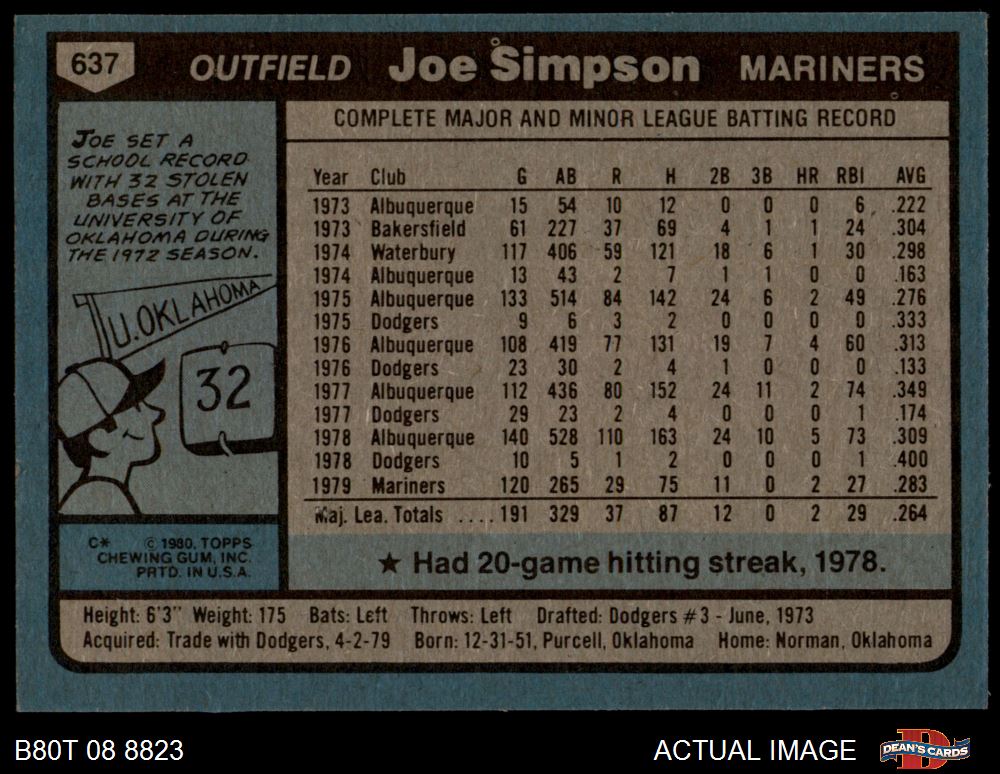 637 OUTFIELD Joe Simpson MARINERS
JOE SET A
SCHOOL RECORD
WITH 32 STOLEN
BASES AT THE
UNIVERSITY OF
OKLAHOMA DURING
THE 1972 SEASON.
U. OKLAHOMA
32
C* © 1980. TOPPS
CHEWING GUM, INC.
PRTD. IN U.S.A.
COMPLETE MAJOR AND MINOR LEAGUE BATTING RECORD
Year Club G AB R H 2B 3B HR RBI AVG
1973 Albuquerque 15 54 10 12 0 0 0 6 .222
1973 Bakersfield 61 227 37 69 4 1 1 24 .304
1974 Waterbury 117 406 59 121 18 6 1 30 .298
1974 Albuquerque 13 43 2 7 1 1 0 0 .163
1975 Albuquerque 133 514 84 142 24 6 2 49 .276
1975 Dodgers 9 6 3 2 0 0 0 0 .333
1976 Albuquerque 108 419 77 131 19 7 4 60 .313
1976 Dodgers 23 30 2 4 1 0 0 0 .133
1977 Albuquerque 112 436 80 152 24 11 2 74 .349
1977 Dodgers 29 23 2 4 0 0 0 1 .174
1978 Albuquerque 140 528 110 163 24 10 5 73 .309
1978 Dodgers 10 5 1 2 0 0 0 1 .400
1979 Mariners 120 265 29 75 11 0 2 27 .283
Maj. Lea. Totals .... 191 329 37 87 12 0 2 29 .264
★ Had 20-game hitting streak, 1978.
Height: 6'3" Weight: 175 Bats: Left Throws: Left Drafted: Dodgers #3 - June, 1973
Acquired: Trade with Dodgers, 4-2-79 Born: 12-31-51, Purcell, Oklahoma Home: Norman, Oklahoma
B80T 08 8823 ACTUAL IMAGE DEAN'S CARDS